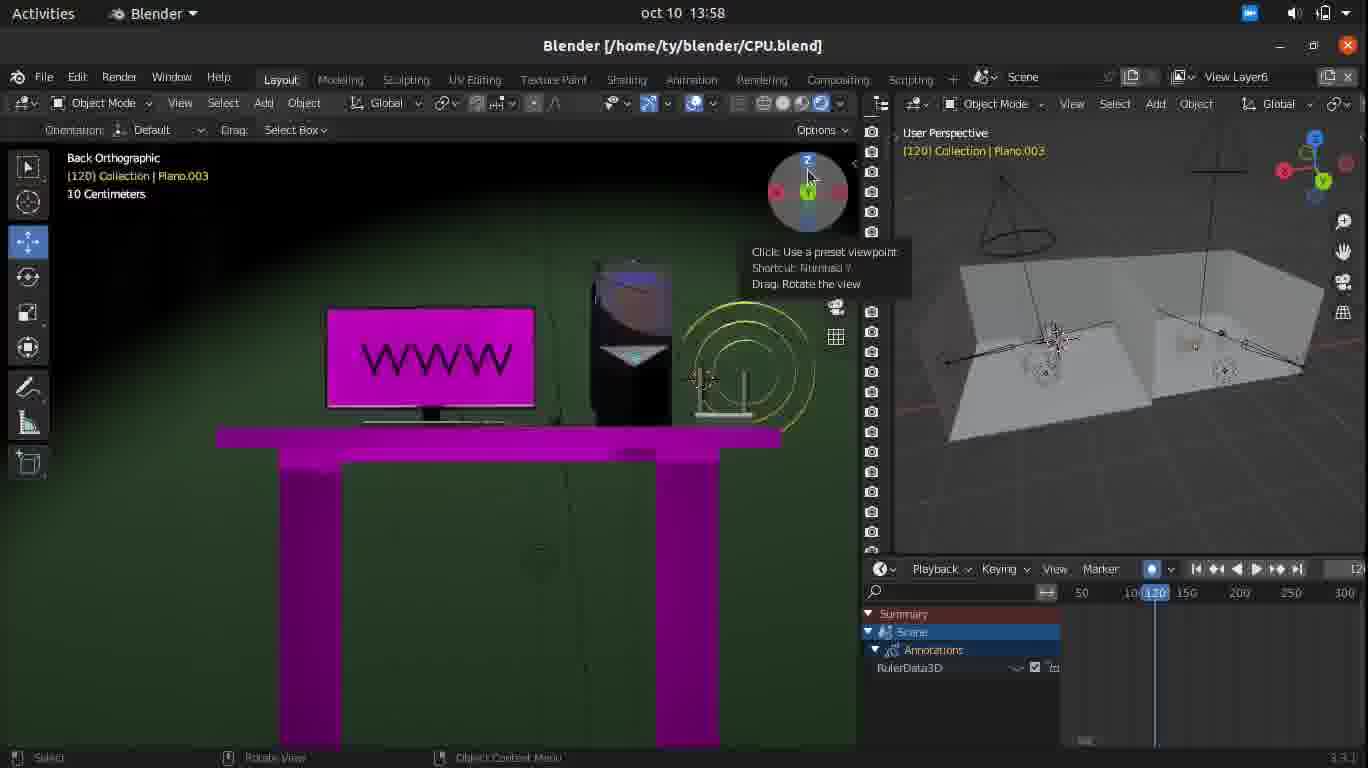 Activities Blender oct 10 13:58
Blender [/home/ty/blender/CPU.blend]
File Edit Render Window Help Layout Modeling Sculpting UV Editing Texture Paint Shading Animation Rendering Compositing Scripting + Scene View Layer6
Object Mode View Select Add Object Global
Object Mode View Select Add Object Global
Orientation: Default Drag: Select Box Options
Back Orthographic
(120) Collection | Plano.003
10 Centimeters
User Perspective
(120) Collection | Plano.003
Z
X Y
Z
X Y
Click: Use a preset viewpoint
Shortcut: Numpad 7
Drag: Rotate the view
WWW
Playback Keying View Marker
50 100 120 150 200 250 300
Summary
Scene
Annotations
RulerData3D
Select Rotate View Object Context Menu 3.3.1